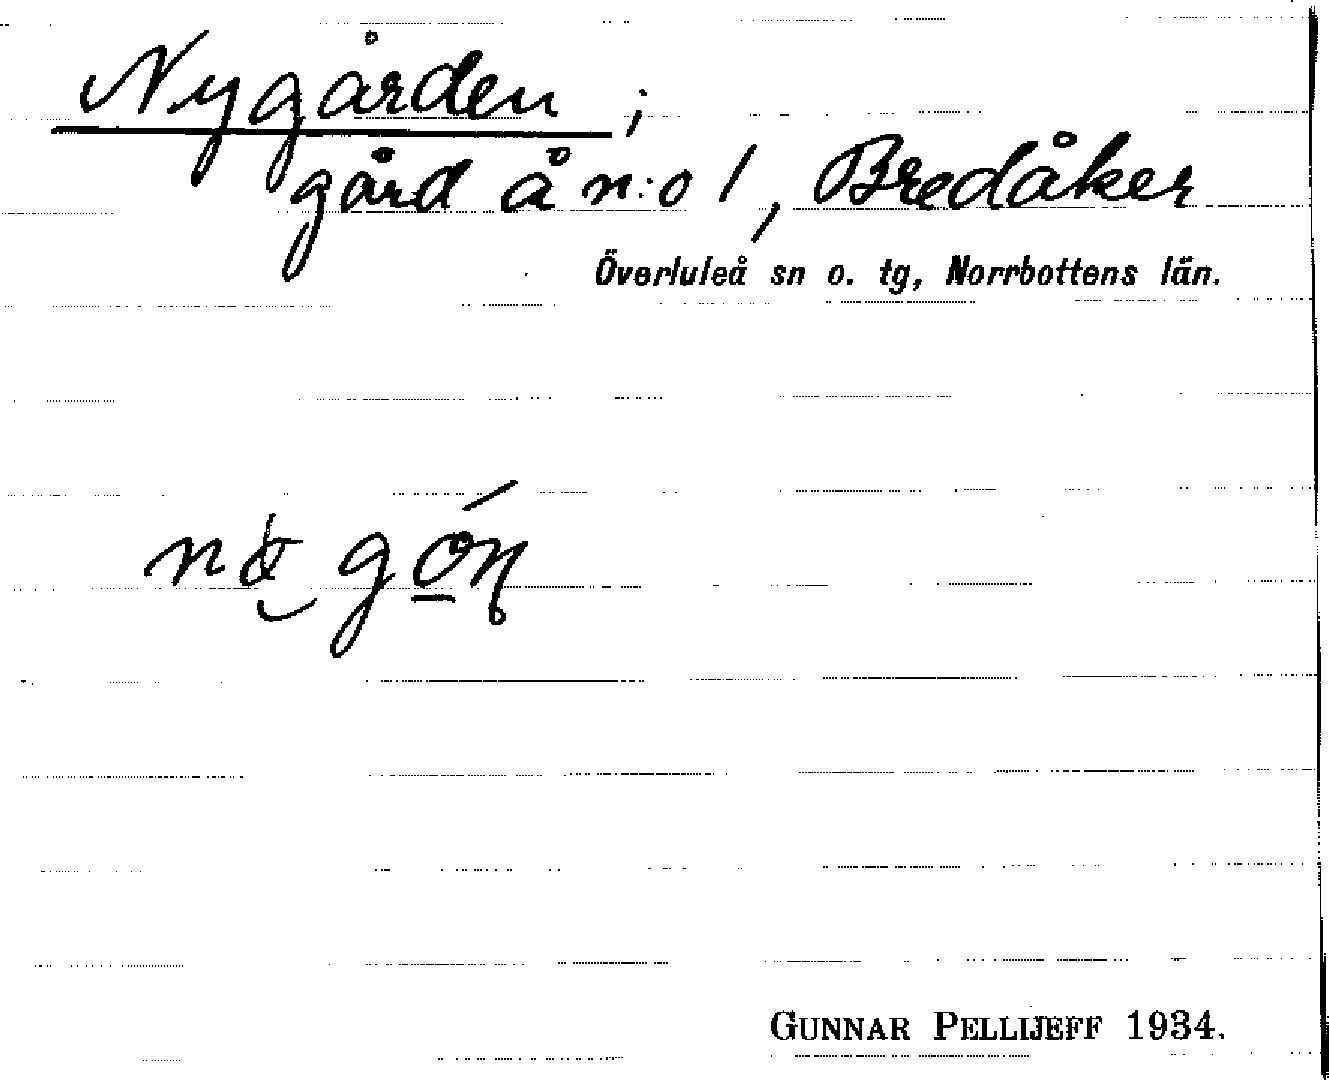 Nygården ;
gård å n:o 1, Bredåker
Överluleå sn o. tg, Norrbottens län.
GUNNAR PELLIJEFF 1934.